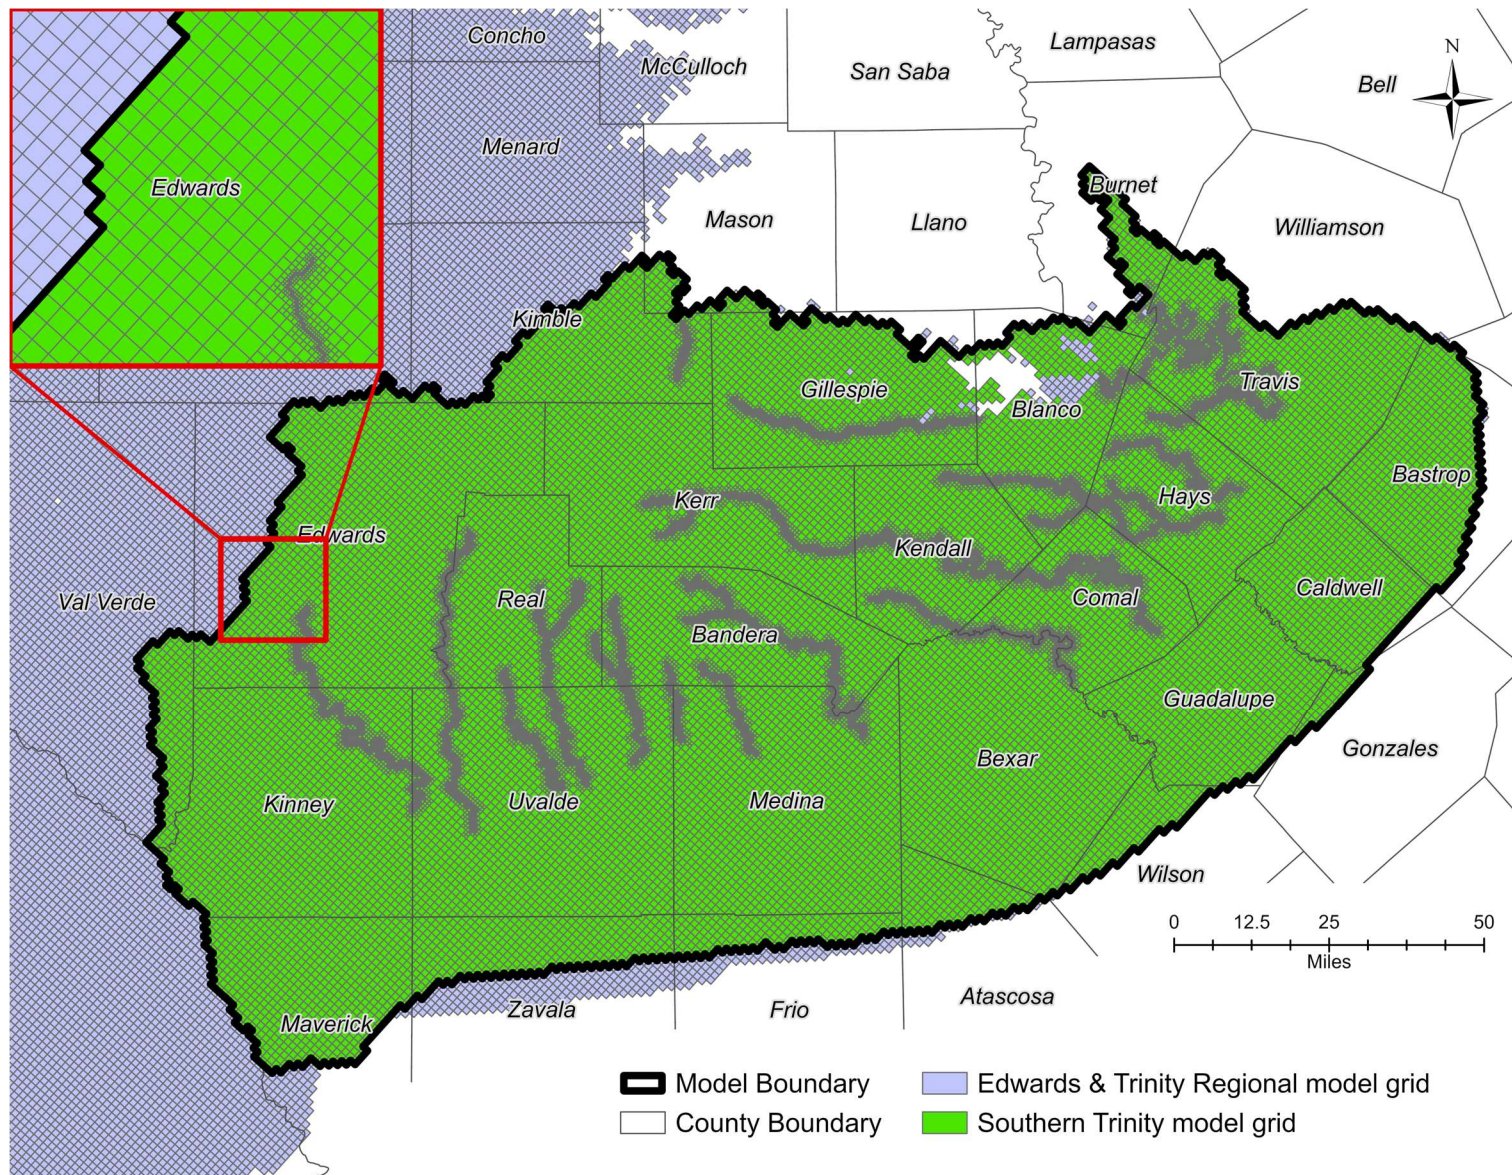 Concho
McCulloch
San Saba
Lampasas
Bell
N
Menard
Edwards
Mason
Llano
Burnet
Williamson
Kimble
Gillespie
Blanco
Travis
Bastrop
Hays
Kerr
Edwards
Kendall
Caldwell
Val Verde
Real
Comal
Bandera
Guadalupe
Gonzales
Bexar
Kinney
Uvalde
Medina
Wilson
0 12.5 25 50
Miles
Maverick
Zavala
Frio
Atascosa
Model Boundary
Edwards & Trinity Regional model grid
County Boundary
Southern Trinity model grid